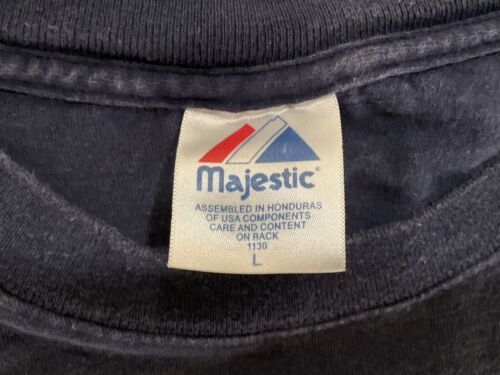 majestic®
ASSEMBLED IN HONDURAS
OF USA COMPONENTS
CARE AND CONTENT
ON BACK
1130
L